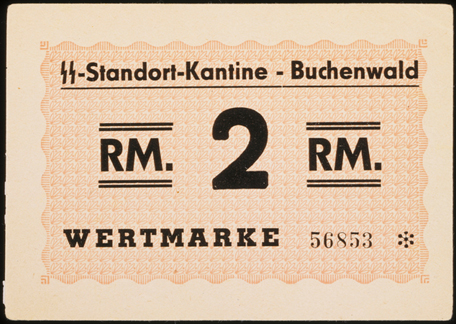 SS-Standort-Kantine - Buchenwald
RM. 2 RM.
WERTMARKE 56853 *